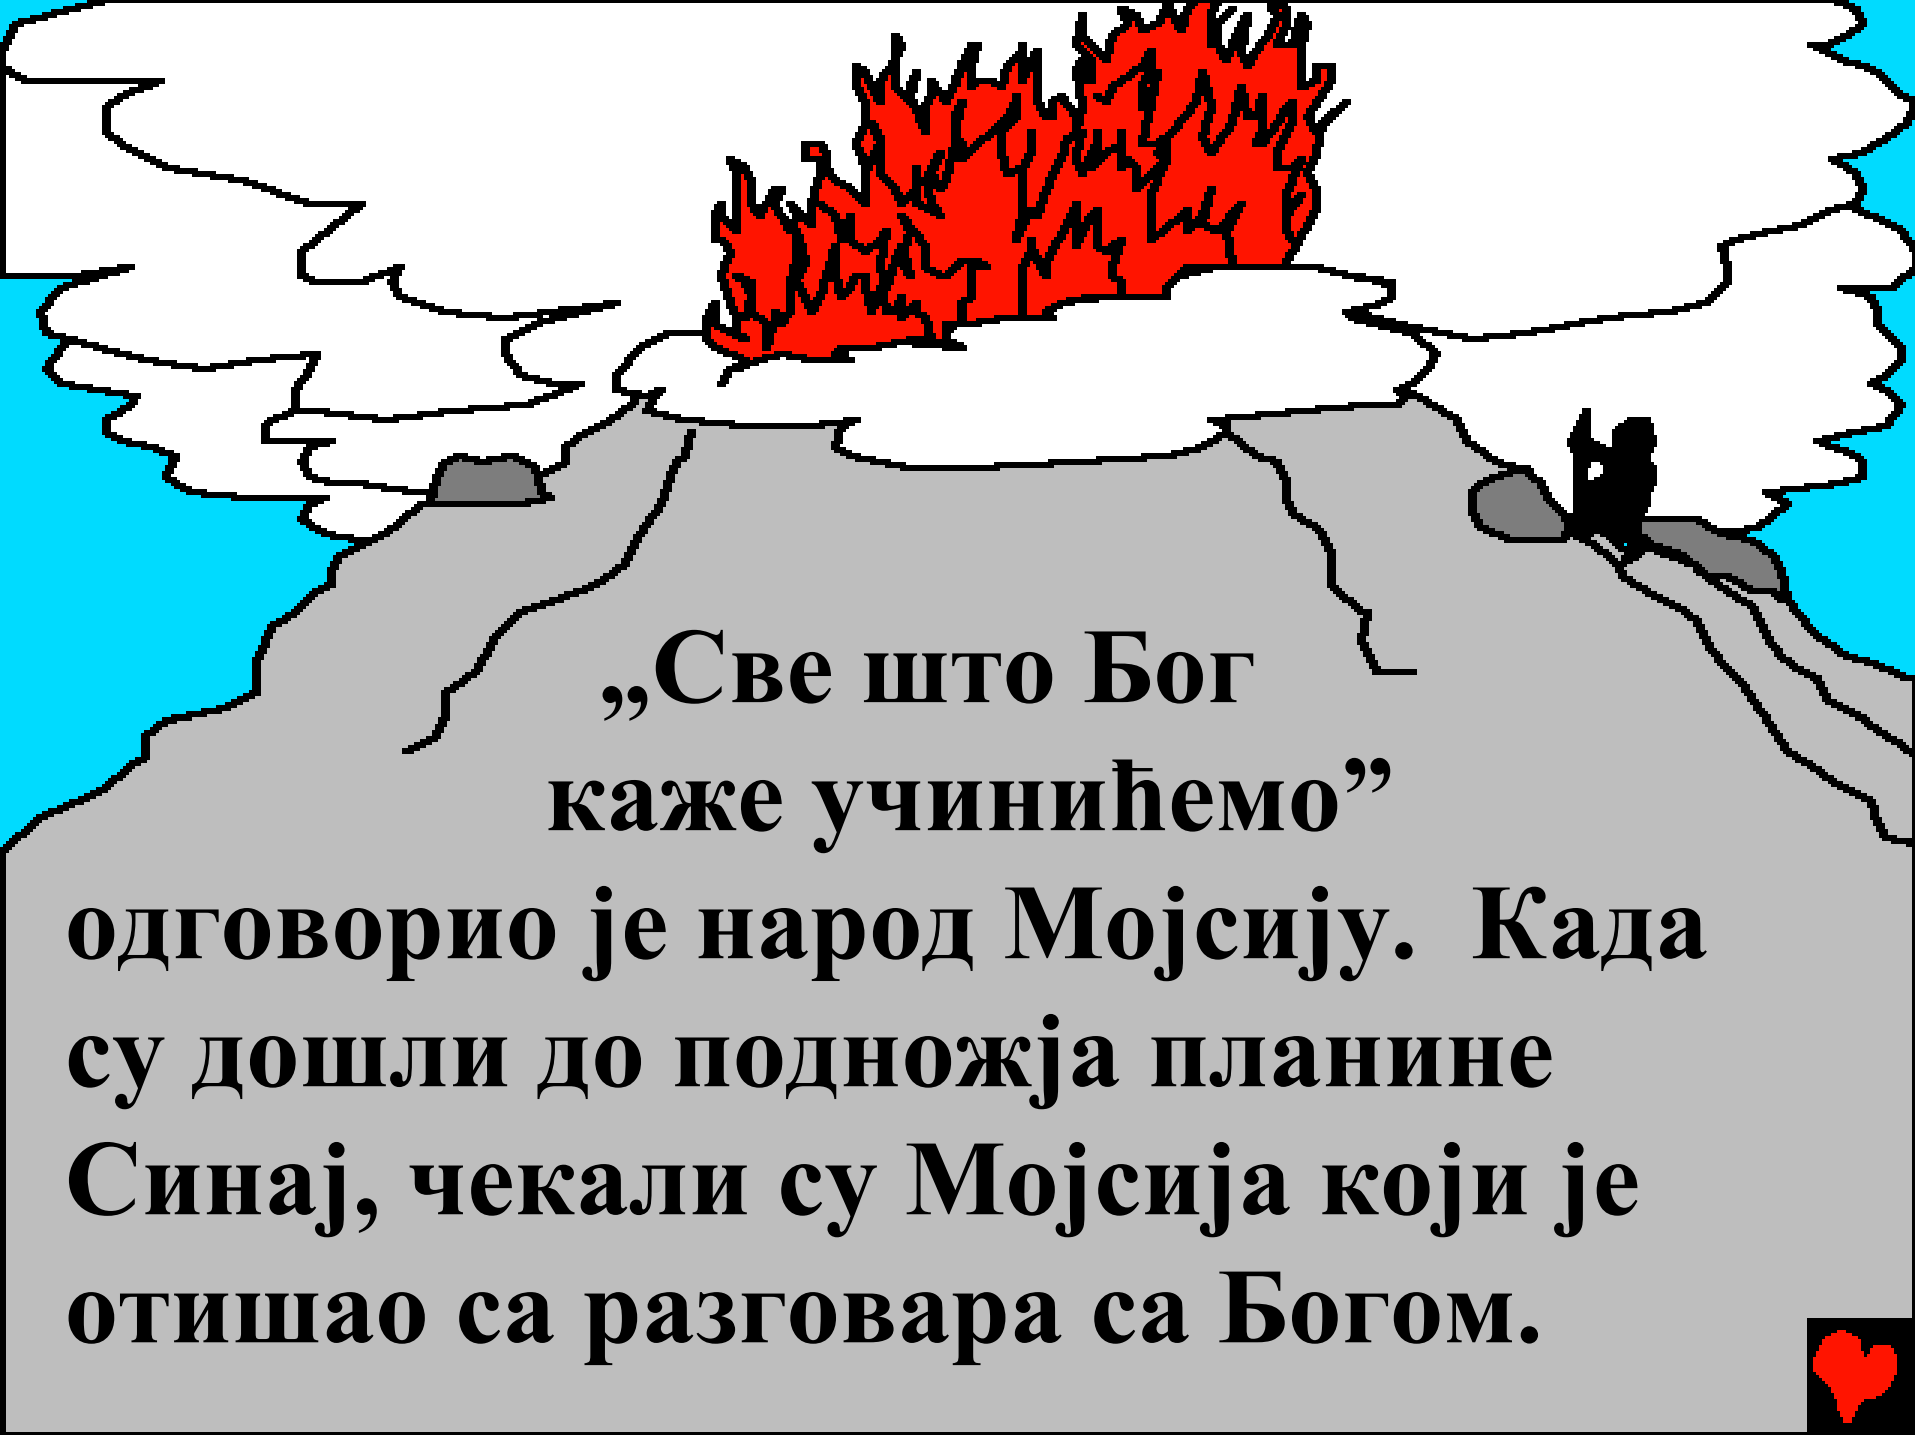 „Све што Бог
каже учинићемо”
одговорио је народ Мојсију.  Када
су дошли до подножја планине
Синај, чекали су Мојсија који је
отишао са разговара са Богом.